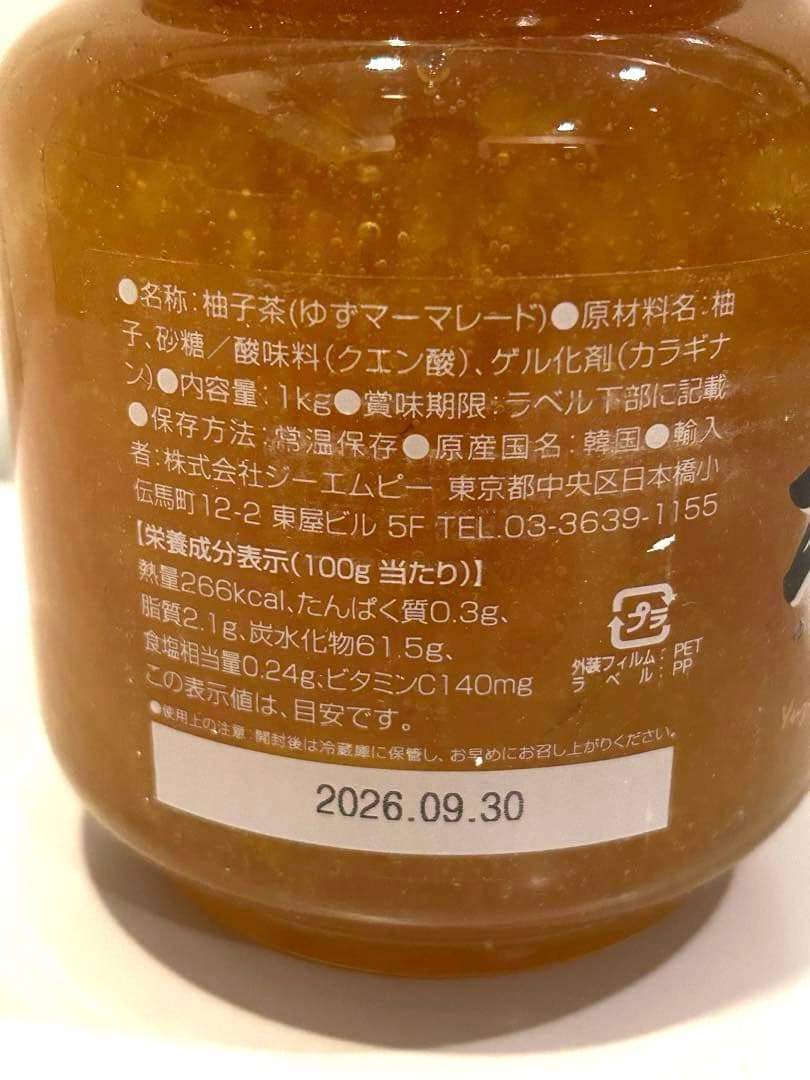 ●名称:柚子茶(ゆずマーマレード)●原材料名:柚
子、砂糖/酸味料(クエン酸)、ゲル化剤(カラギナ
ン)●内容量:1kg●賞味期限:ラベル下部に記載
●保存方法:常温保存●原産国名:韓国●輸入
者:株式会社ジーエムピー 東京都中央区日本橋小
伝馬町12-2 東屋ビル 5F TEL.03-3639-1155
【栄養成分表示(100g 当たり)】
熱量266kcal、たんぱく質0.3g、
脂質2.1g、炭水化物61.5g、
食塩相当量0.24g、ビタミンC140mg
この表示値は、目安です。
プラ
外装フィルム:PET
ラベル:PP
●使用上の注意:開封後は冷蔵庫に保管し、お早めにお召し上がりください。
2026.09.30